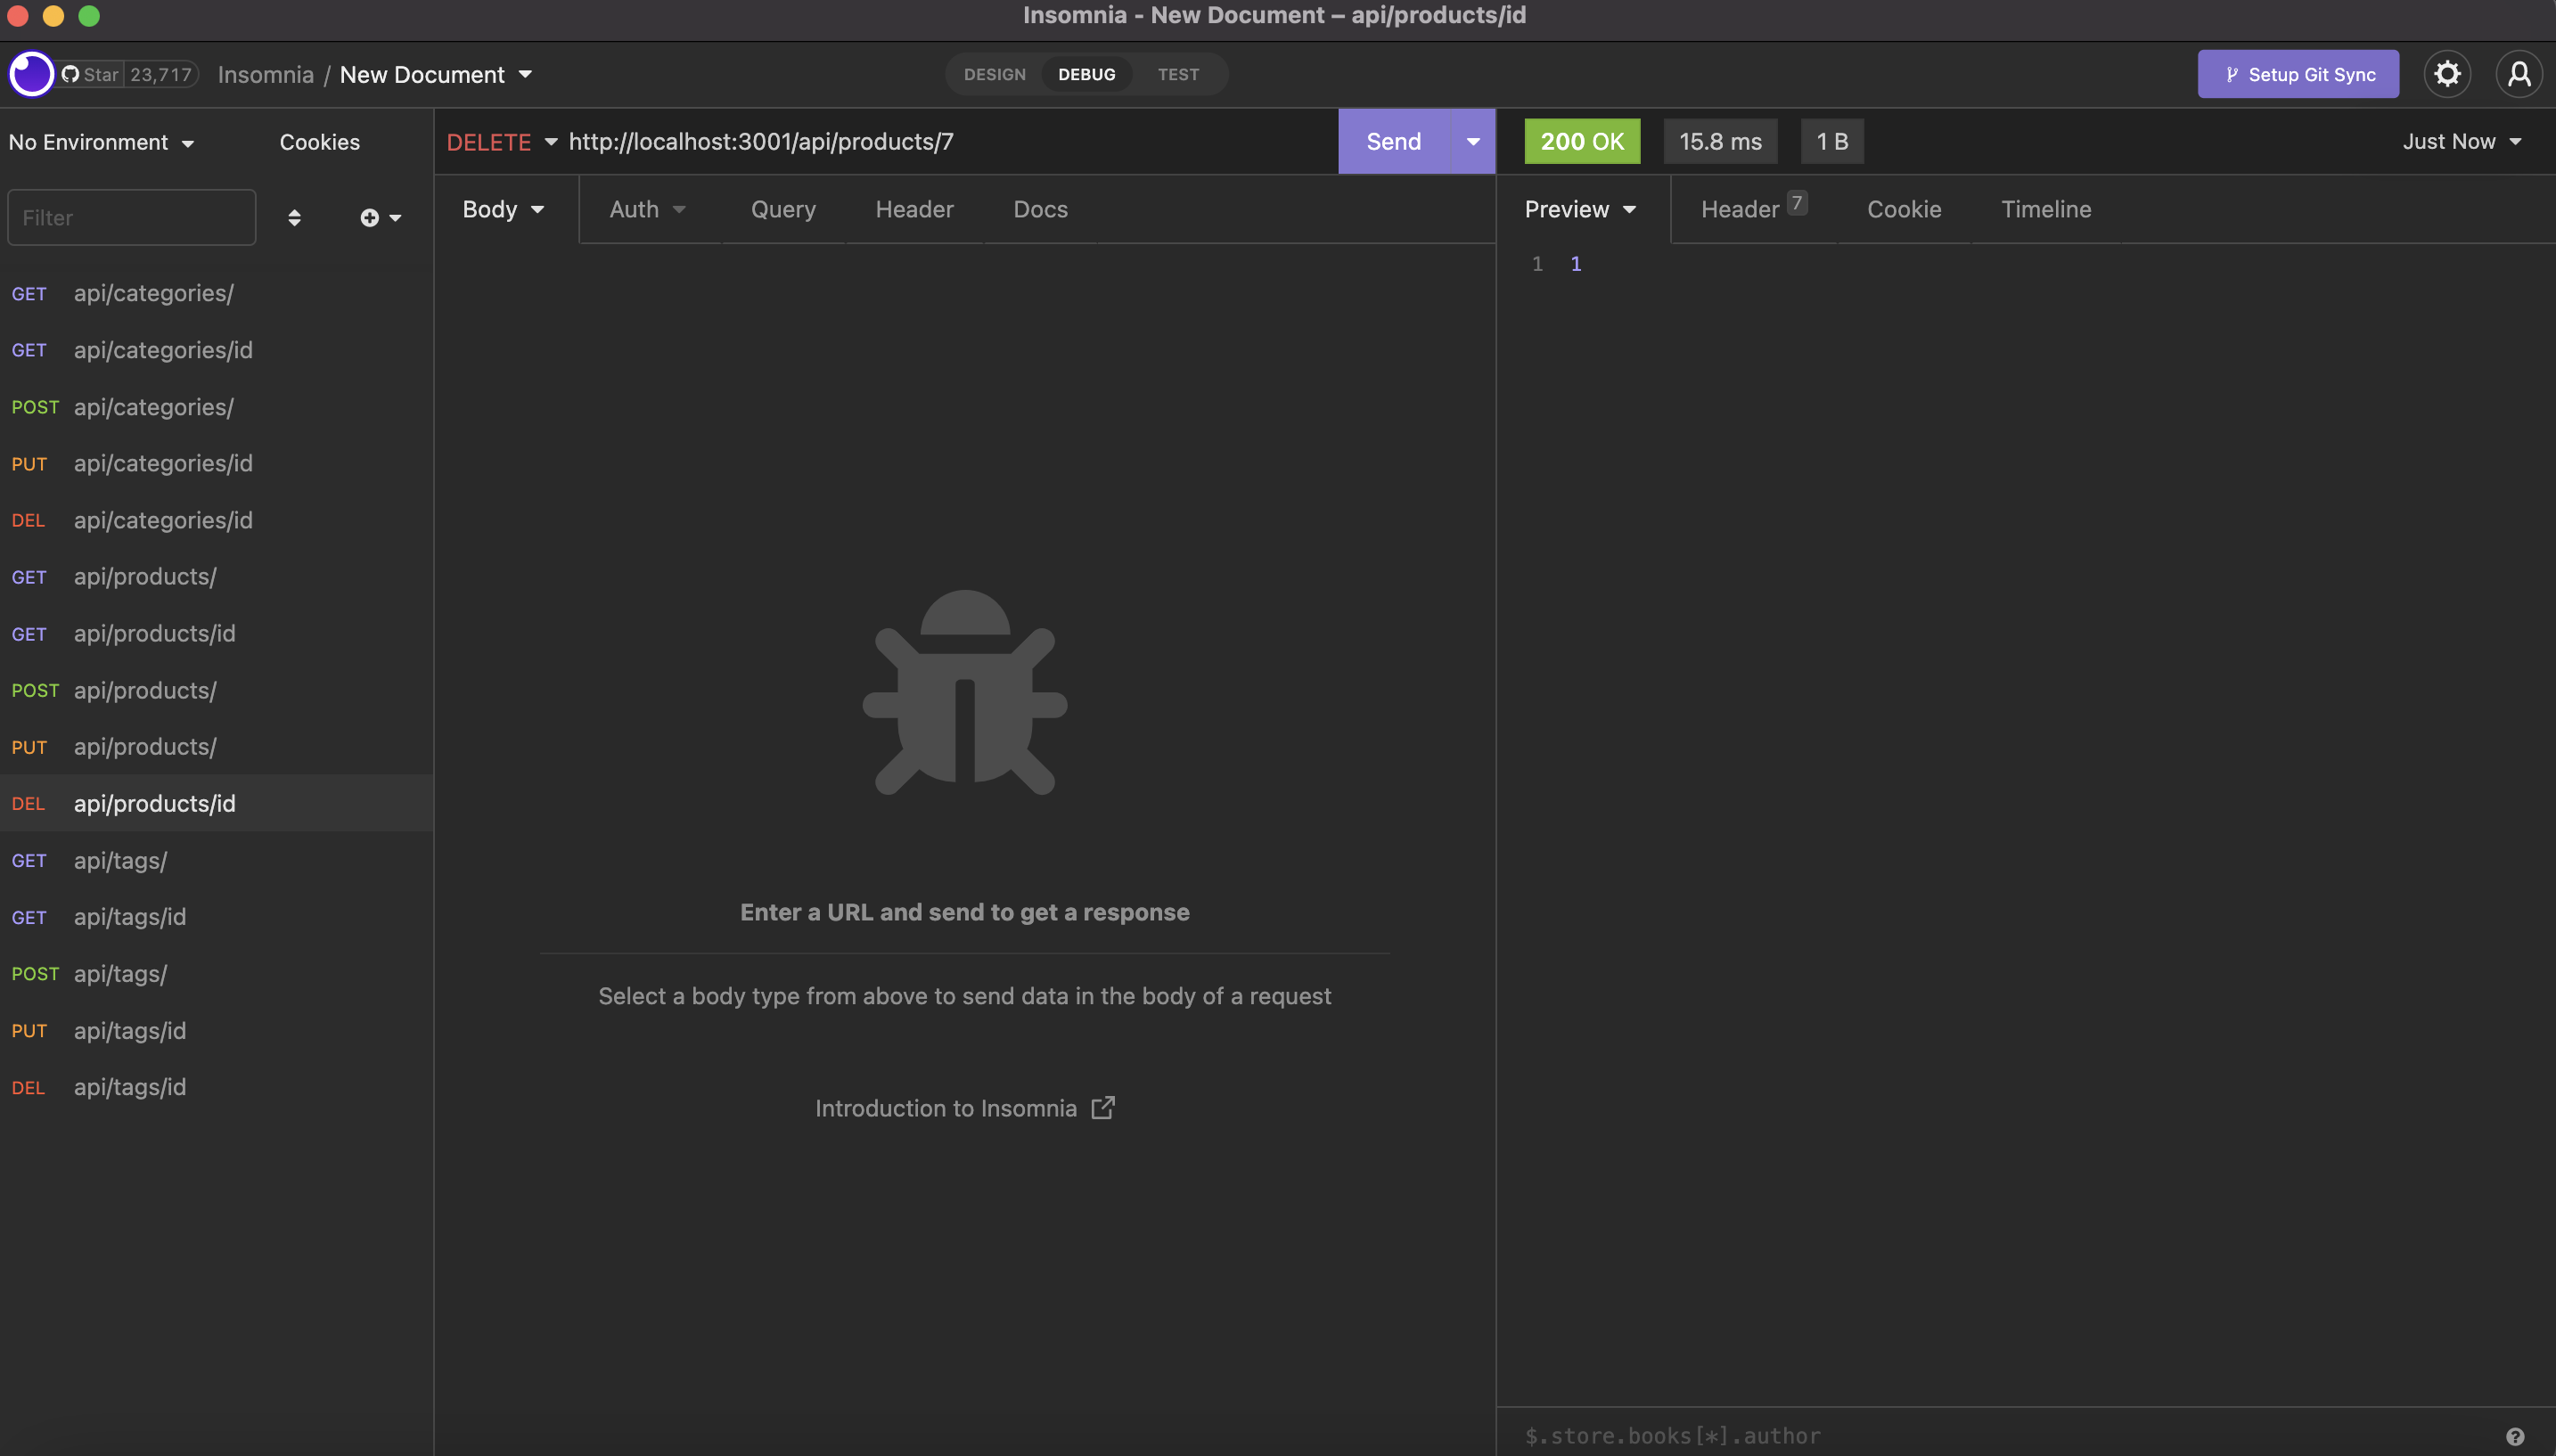 Insomnia - New Document – api/products/id
Star 23,717 Insomnia / New Document DESIGN DEBUG TEST Setup Git Sync
No Environment Cookies
DELETE http://localhost:3001/api/products/7 Send
200 OK 15.8 ms 1 B Just Now
Filter
Body Auth Query Header Docs
Preview Header 7 Cookie Timeline
1 1
GET api/categories/
GET api/categories/id
POST api/categories/
PUT api/categories/id
DEL api/categories/id
GET api/products/
GET api/products/id
POST api/products/
PUT api/products/
DEL api/products/id
GET api/tags/
GET api/tags/id
POST api/tags/
PUT api/tags/id
DEL api/tags/id
Enter a URL and send to get a response
Select a body type from above to send data in the body of a request
Introduction to Insomnia
$.store.books[*].author